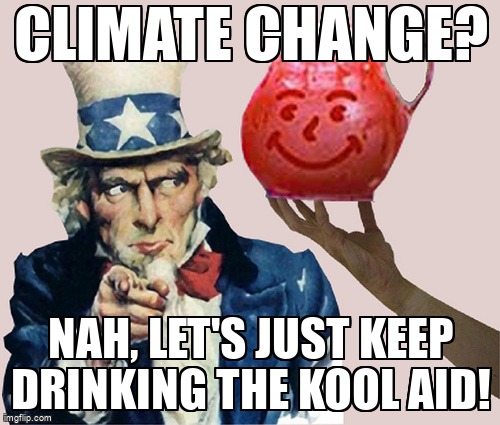 CLIMATE CHANGE?
NAH, LET'S JUST KEEP
DRINKING THE KOOL AID!
imgflip.com